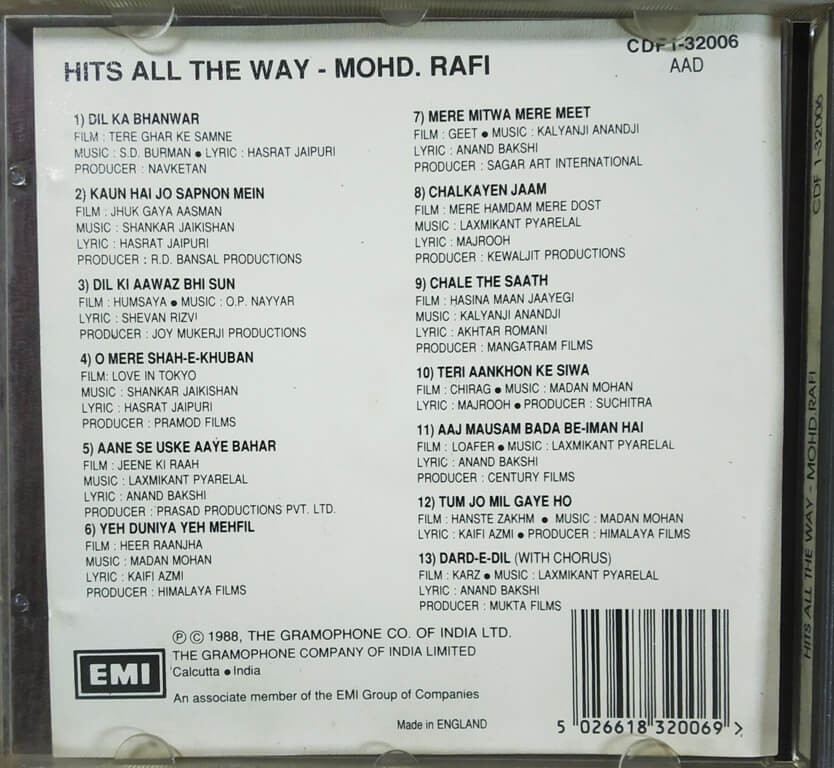 HITS ALL THE WAY - MOHD. RAFI
CDF 1-32006
AAD
1) DIL KA BHANWAR
FILM : TERE GHAR KE SAMNE
MUSIC : S.D. BURMAN ● LYRIC : HASRAT JAIPURI
PRODUCER : NAVKETAN
2) KAUN HAI JO SAPNON MEIN
FILM : JHUK GAYA AASMAN
MUSIC : SHANKAR JAIKISHAN
LYRIC : HASRAT JAIPURI
PRODUCER : R.D. BANSAL PRODUCTIONS
3) DIL KI AAWAZ BHI SUN
FILM : HUMSAYA ● MUSIC : O.P. NAYYAR
LYRIC : SHEVAN RIZVI
PRODUCER : JOY MUKERJI PRODUCTIONS
4) O MERE SHAH-E-KHUBAN
FILM: LOVE IN TOKYO
MUSIC : SHANKAR JAIKISHAN
LYRIC : HASRAT JAIPURI
PRODUCER : PRAMOD FILMS
5) AANE SE USKE AAYE BAHAR
FILM : JEENE KI RAAH
MUSIC : LAXMIKANT PYARELAL
LYRIC : ANAND BAKSHI
PRODUCER : PRASAD PRODUCTIONS PVT. LTD.
6) YEH DUNIYA YEH MEHFIL
FILM : HEER RAANJHA
MUSIC : MADAN MOHAN
LYRIC : KAIFI AZMI
PRODUCER : HIMALAYA FILMS
7) MERE MITWA MERE MEET
FILM : GEET ● MUSIC : KALYANJI ANANDJI
LYRIC : ANAND BAKSHI
PRODUCER : SAGAR ART INTERNATIONAL
8) CHALKAYEN JAAM
FILM : MERE HAMDAM MERE DOST
MUSIC : LAXMIKANT PYARELAL
LYRIC : MAJROOH
PRODUCER : KEWALJIT PRODUCTIONS
9) CHALE THE SAATH
FILM : HASINA MAAN JAAYEGI
MUSIC : KALYANJI ANANDJI
LYRIC : AKHTAR ROMANI
PRODUCER : MANGATRAM FILMS
10) TERI AANKHON KE SIWA
FILM : CHIRAG ● MUSIC : MADAN MOHAN
LYRIC : MAJROOH ● PRODUCER : SUCHITRA
11) AAJ MAUSAM BADA BE-IMAN HAI
FILM : LOAFER ● MUSIC : LAXMIKANT PYARELAL
LYRIC : ANAND BAKSHI
PRODUCER : CENTURY FILMS
12) TUM JO MIL GAYE HO
FILM : HANSTE ZAKHM ● MUSIC : MADAN MOHAN
LYRIC : KAIFI AZMI ● PRODUCER : HIMALAYA FILMS
13) DARD-E-DIL (WITH CHORUS)
FILM : KARZ ● MUSIC : LAXMIKANT PYARELAL
LYRIC : ANAND BAKSHI
PRODUCER : MUKTA FILMS
EMI
℗ © 1988, THE GRAMOPHONE CO. OF INDIA LTD.
THE GRAMOPHONE COMPANY OF INDIA LIMITED
Calcutta ● India
An associate member of the EMI Group of Companies
Made in ENGLAND
5 026618 320069 >
CDF 1-32006
HITS ALL THE WAY - MOHD.RAFI